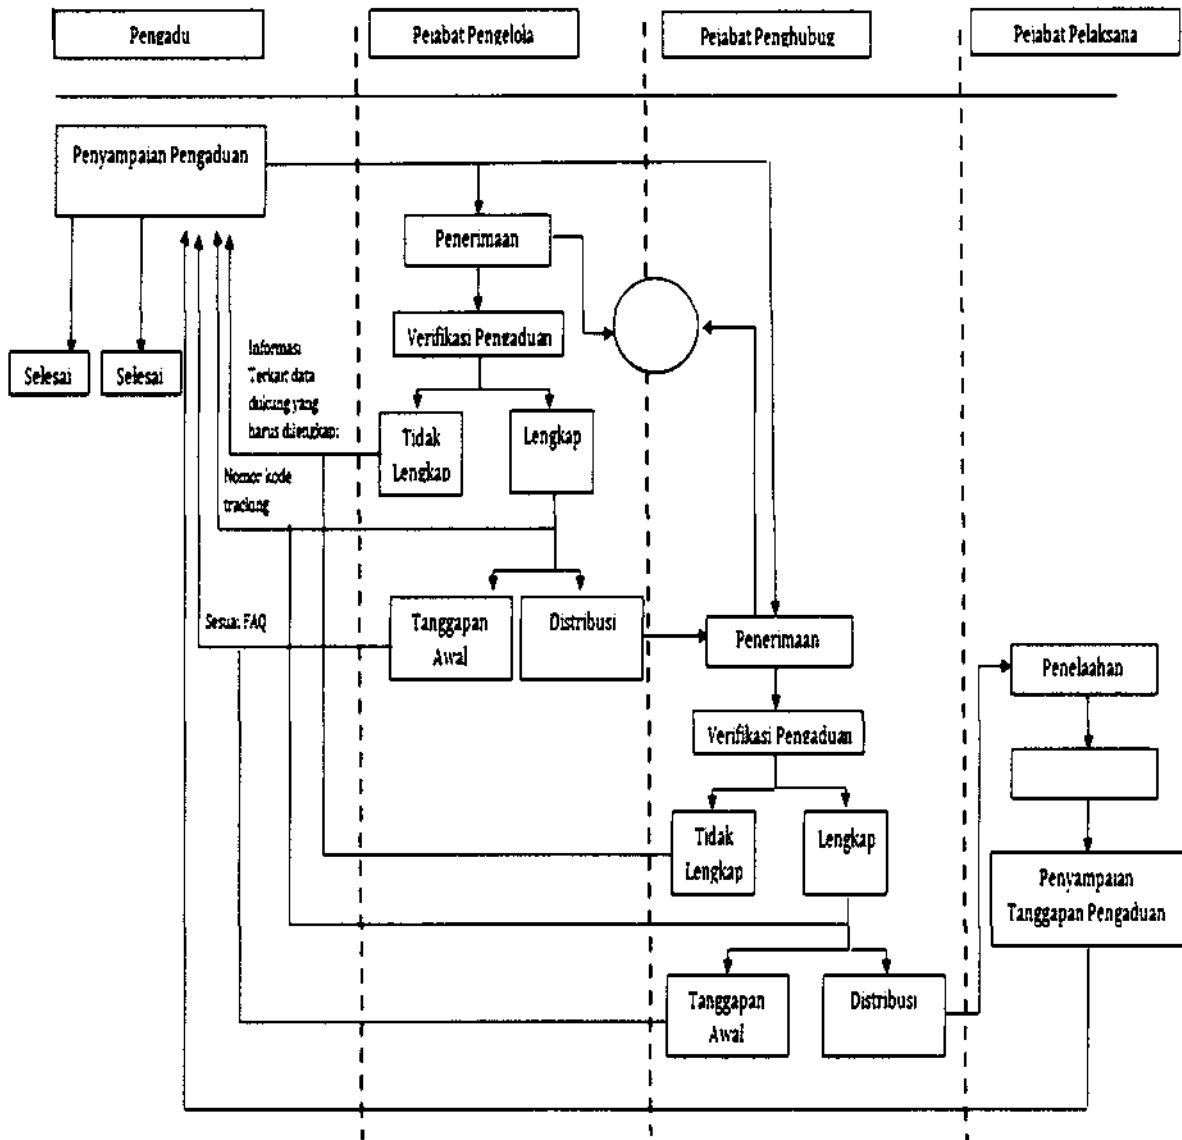 Pengadu
Pejabat Pengelola
Pejabat Penghubug
Pejabat Pelaksana
Penyampaian Pengaduan
Penerimaan
Verifikasi Pengaduan
Selesai
Selesai
Informasi
Terkait data
dukung yang
harus dilengkapi
Tidak
Lengkap
Lengkap
Nomor kode
tracking
Sesuai FAQ
Tanggapan
Awal
Distribusi
Penerimaan
Penelaahan
Verifikasi Pengaduan
Tidak
Lengkap
Lengkap
Penyampaian
Tanggapan Pengaduan
Tanggapan
Awal
Distribusi